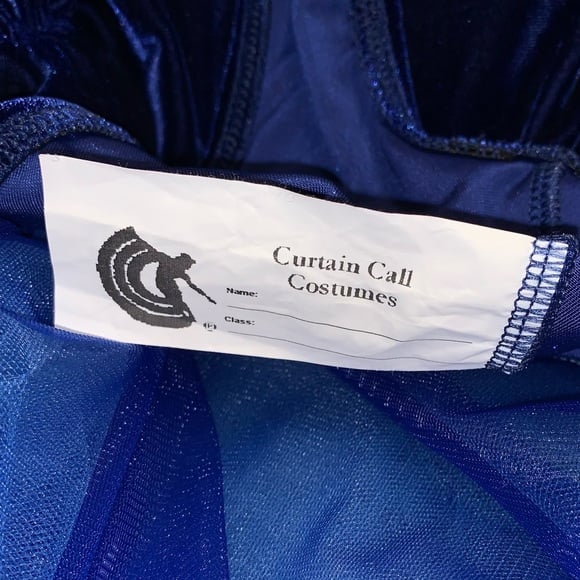 Curtain Call
Costumes
Name:
Class:
®